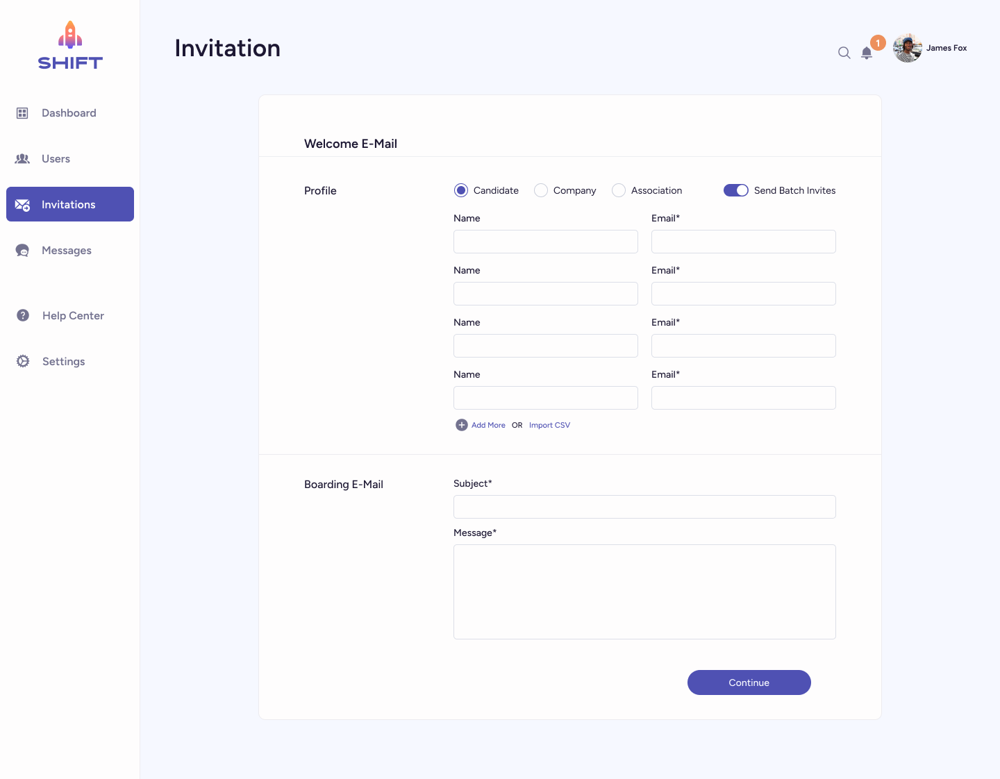 SHIFT
Dashboard
Users
Invitations
Messages
Help Center
Settings
Invitation
1
James Fox
Welcome E-Mail
Profile
Candidate
Company
Association
Send Batch Invites
Name
Email*
Name
Email*
Name
Email*
Name
Email*
Add More OR Import CSV
Boarding E-Mail
Subject*
Message*
Continue